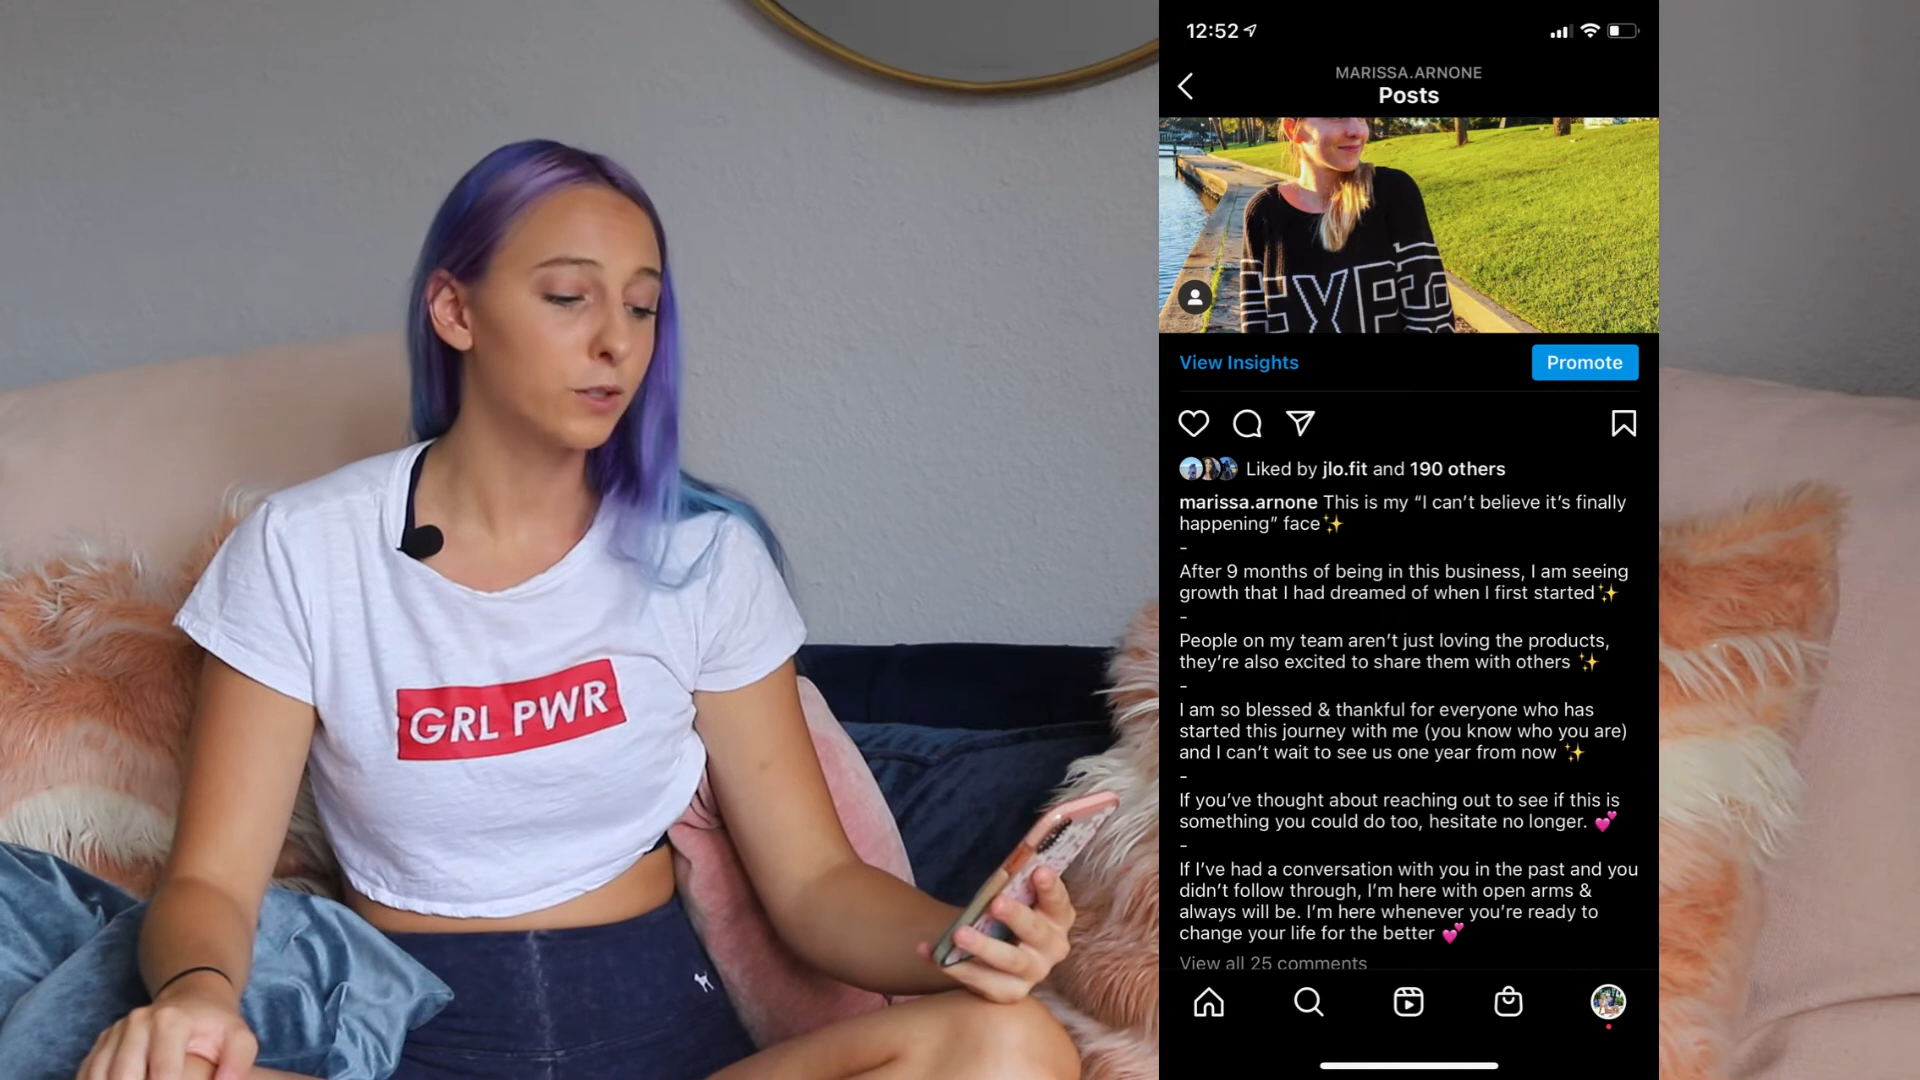 GRL PWR
12:52
MARISSA.ARNONE
Posts
EXP
View Insights
Promote
Liked by jlo.fit and 190 others
marissa.arnone This is my “I can’t believe it’s finally
happening” face✨
-
After 9 months of being in this business, I am seeing
growth that I had dreamed of when I first started✨
-
People on my team aren’t just loving the products,
they’re also excited to share them with others ✨
-
I am so blessed & thankful for everyone who has
started this journey with me (you know who you are)
and I can’t wait to see us one year from now ✨
-
If you’ve thought about reaching out to see if this is
something you could do too, hesitate no longer. 💕
-
If I’ve had a conversation with you in the past and you
didn’t follow through, I’m here with open arms &
always will be. I’m here whenever you’re ready to
change your life for the better 💕
View all 25 comments